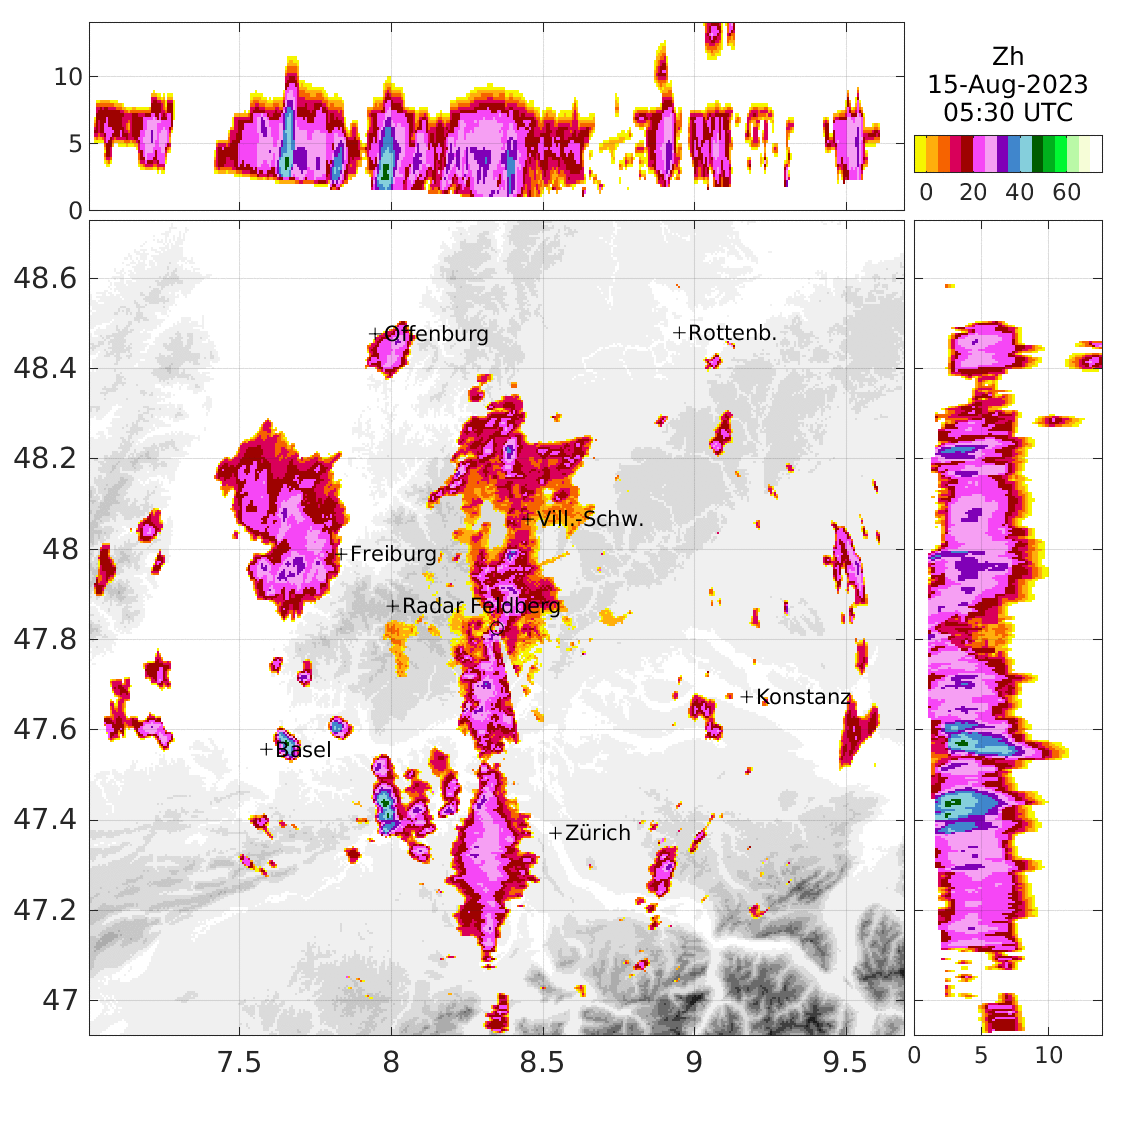 10
5
0
Zh
15-Aug-2023
05:30 UTC
0 20 40 60
48.6
48.4
48.2
48
47.8
47.6
47.4
47.2
47
+Offenburg
+Rottenb.
+Vill.-Schw.
+Freiburg
+Radar Feldberg
+Konstanz
+Basel
+Zürich
7.5 8 8.5 9 9.5
0 5 10